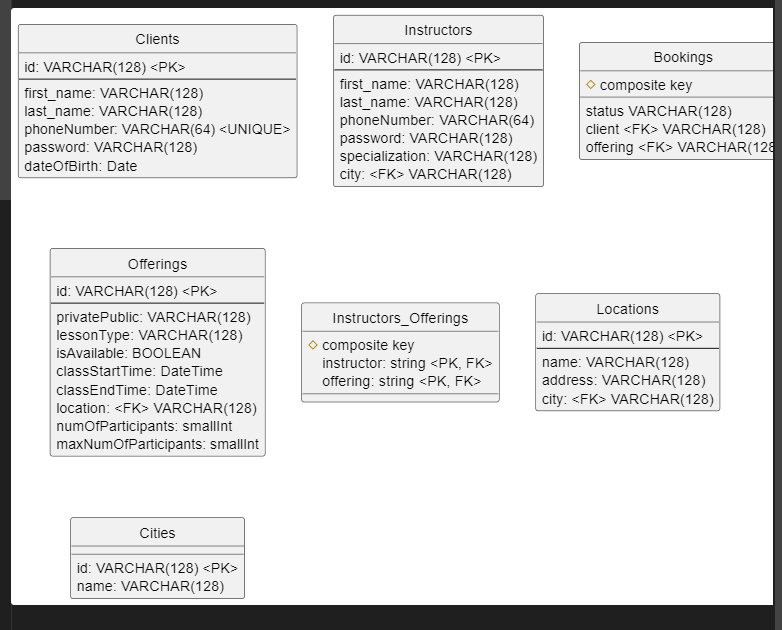 Clients
id: VARCHAR(128) <PK>
first_name: VARCHAR(128)
last_name: VARCHAR(128)
phoneNumber: VARCHAR(64) <UNIQUE>
password: VARCHAR(128)
dateOfBirth: Date
Instructors
id: VARCHAR(128) <PK>
first_name: VARCHAR(128)
last_name: VARCHAR(128)
phoneNumber: VARCHAR(64)
password: VARCHAR(128)
specialization: VARCHAR(128)
city: <FK> VARCHAR(128)
Bookings
composite key
status VARCHAR(128)
client <FK> VARCHAR(128)
offering <FK> VARCHAR(128
Offerings
id: VARCHAR(128) <PK>
privatePublic: VARCHAR(128)
lessonType: VARCHAR(128)
isAvailable: BOOLEAN
classStartTime: DateTime
classEndTime: DateTime
location: <FK> VARCHAR(128)
numOfParticipants: smallInt
maxNumOfParticipants: smallInt
Instructors_Offerings
composite key
instructor: string <PK, FK>
offering: string <PK, FK>
Locations
id: VARCHAR(128) <PK>
name: VARCHAR(128)
address: VARCHAR(128)
city: <FK> VARCHAR(128)
Cities
id: VARCHAR(128) <PK>
name: VARCHAR(128)